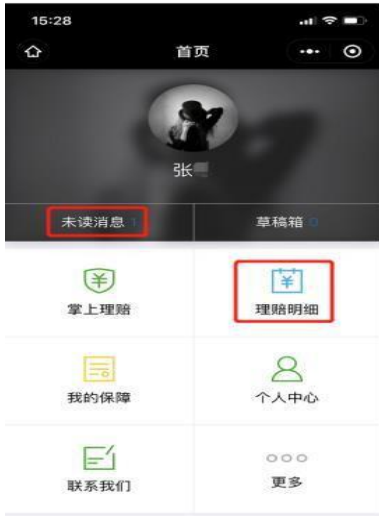 15:28
首页
张
未读消息 1
草稿箱 0
掌上理赔
理赔明细
我的保障
个人中心
联系我们
更多